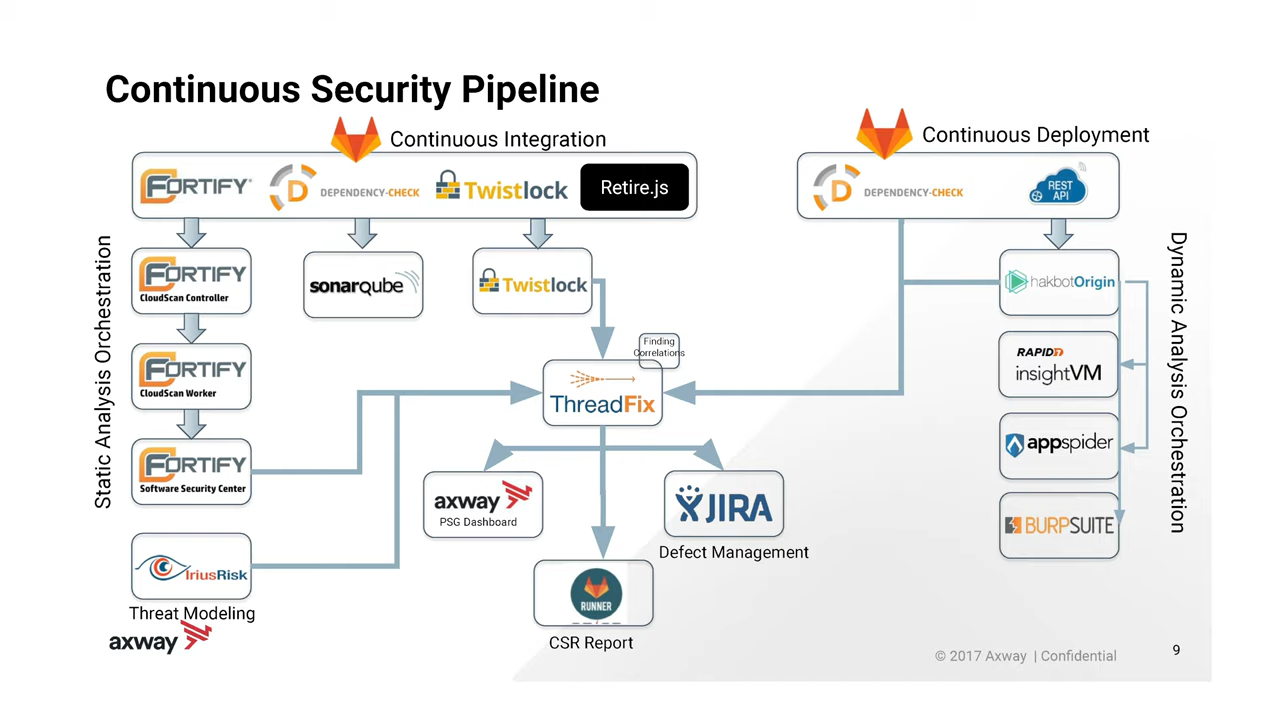 Continuous Security Pipeline
Continuous Integration
FORTIFY
DEPENDENCY-CHECK
Twistlock
Retire.js
Continuous Deployment
DEPENDENCY-CHECK
REST
API
Static Analysis Orchestration
FORTIFY
CloudScan Controller
sonarqube
Twistlock
FORTIFY
CloudScan Worker
FORTIFY
Software Security Center
IriusRisk
Threat Modeling
axway
Finding
Correlations
ThreadFix
axway
PSG Dashboard
JIRA
Defect Management
RUNNER
CSR Report
hakbotOrigin
RAPID7
insightVM
appspider
BURPSUITE
Dynamic Analysis Orchestration
© 2017 Axway | Confidential
9